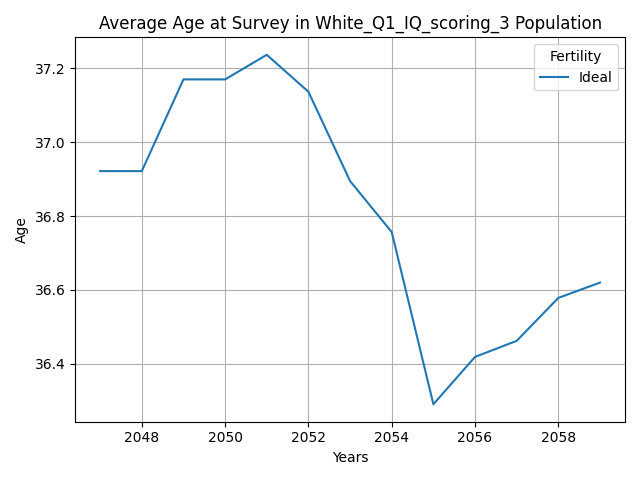 Average Age at Survey in White_Q1_IQ_scoring_3 Population
Fertility
Ideal
37.2
37.0
36.8
36.6
36.4
Age
2048 2050 2052 2054 2056 2058
Years